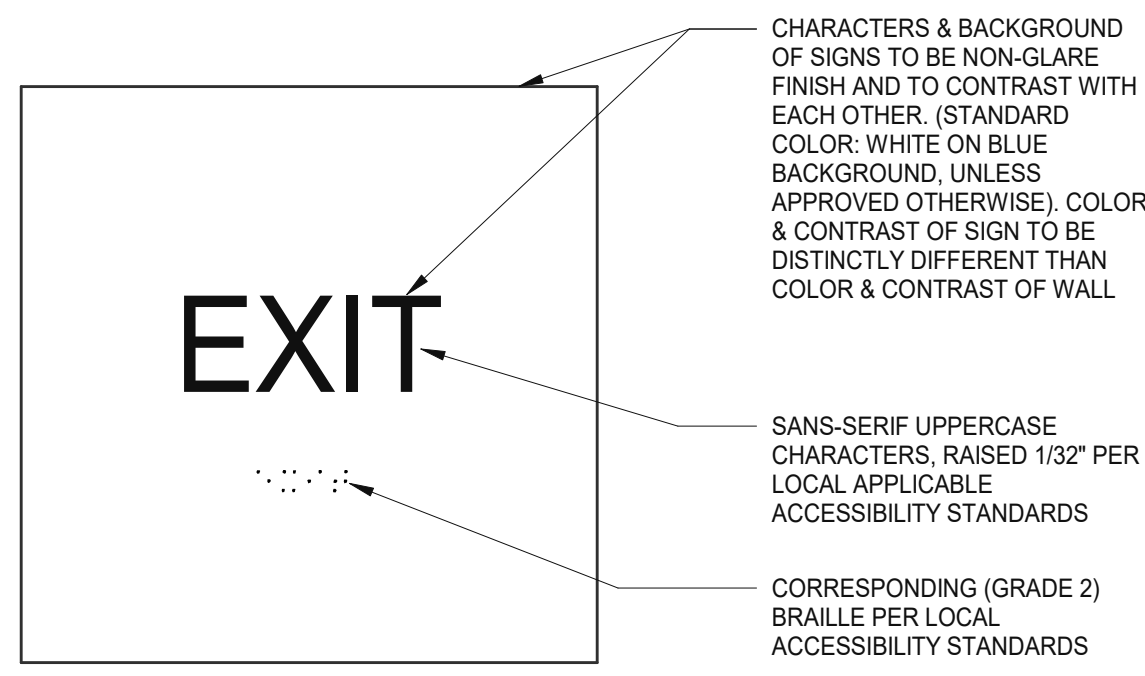 CHARACTERS & BACKGROUND
OF SIGNS TO BE NON-GLARE
FINISH AND TO CONTRAST WITH
EACH OTHER. (STANDARD
COLOR: WHITE ON BLUE
BACKGROUND, UNLESS
APPROVED OTHERWISE). COLOR
& CONTRAST OF SIGN TO BE
DISTINCTLY DIFFERENT THAN
COLOR & CONTRAST OF WALL
EXIT
SANS-SERIF UPPERCASE
CHARACTERS, RAISED 1/32" PER
LOCAL APPLICABLE
ACCESSIBILITY STANDARDS
⠑⠭⠊⠞
CORRESPONDING (GRADE 2)
BRAILLE PER LOCAL
ACCESSIBILITY STANDARDS